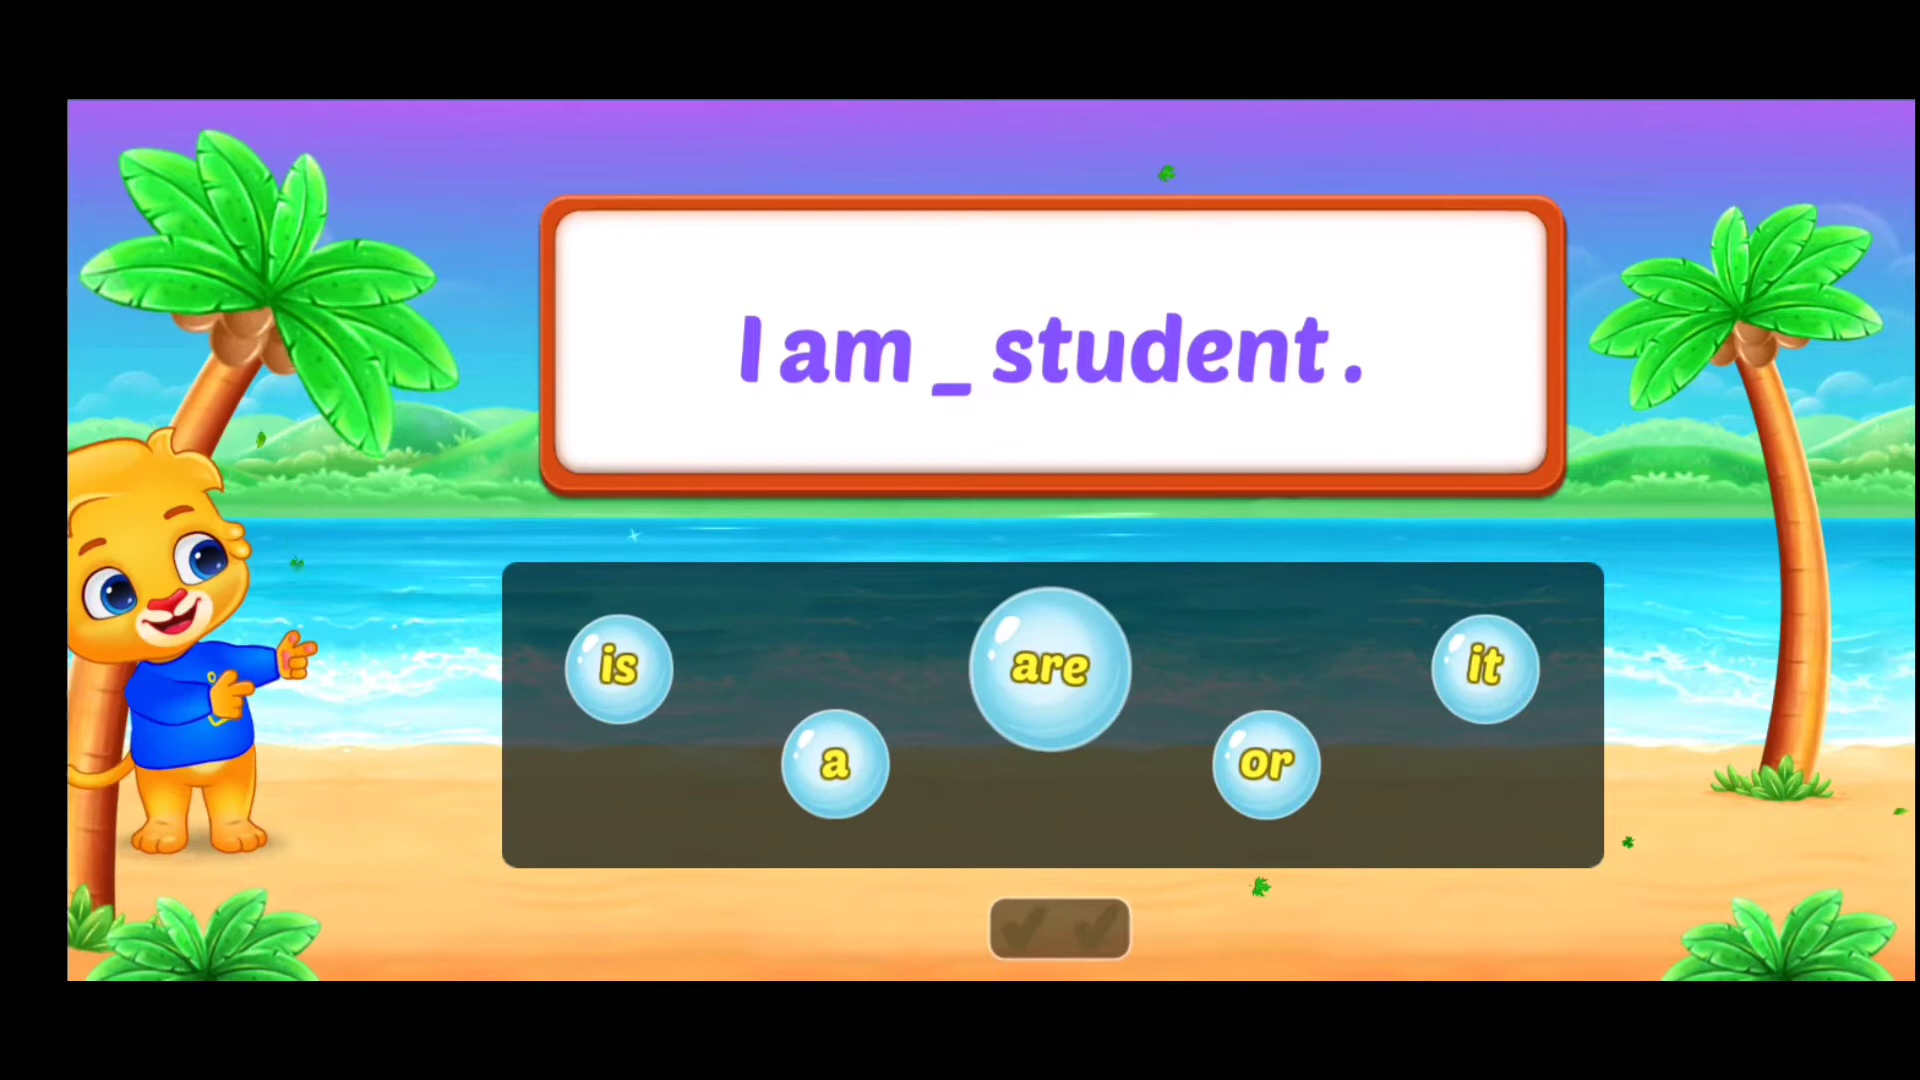 I am _ student .
is
are
it
a
or